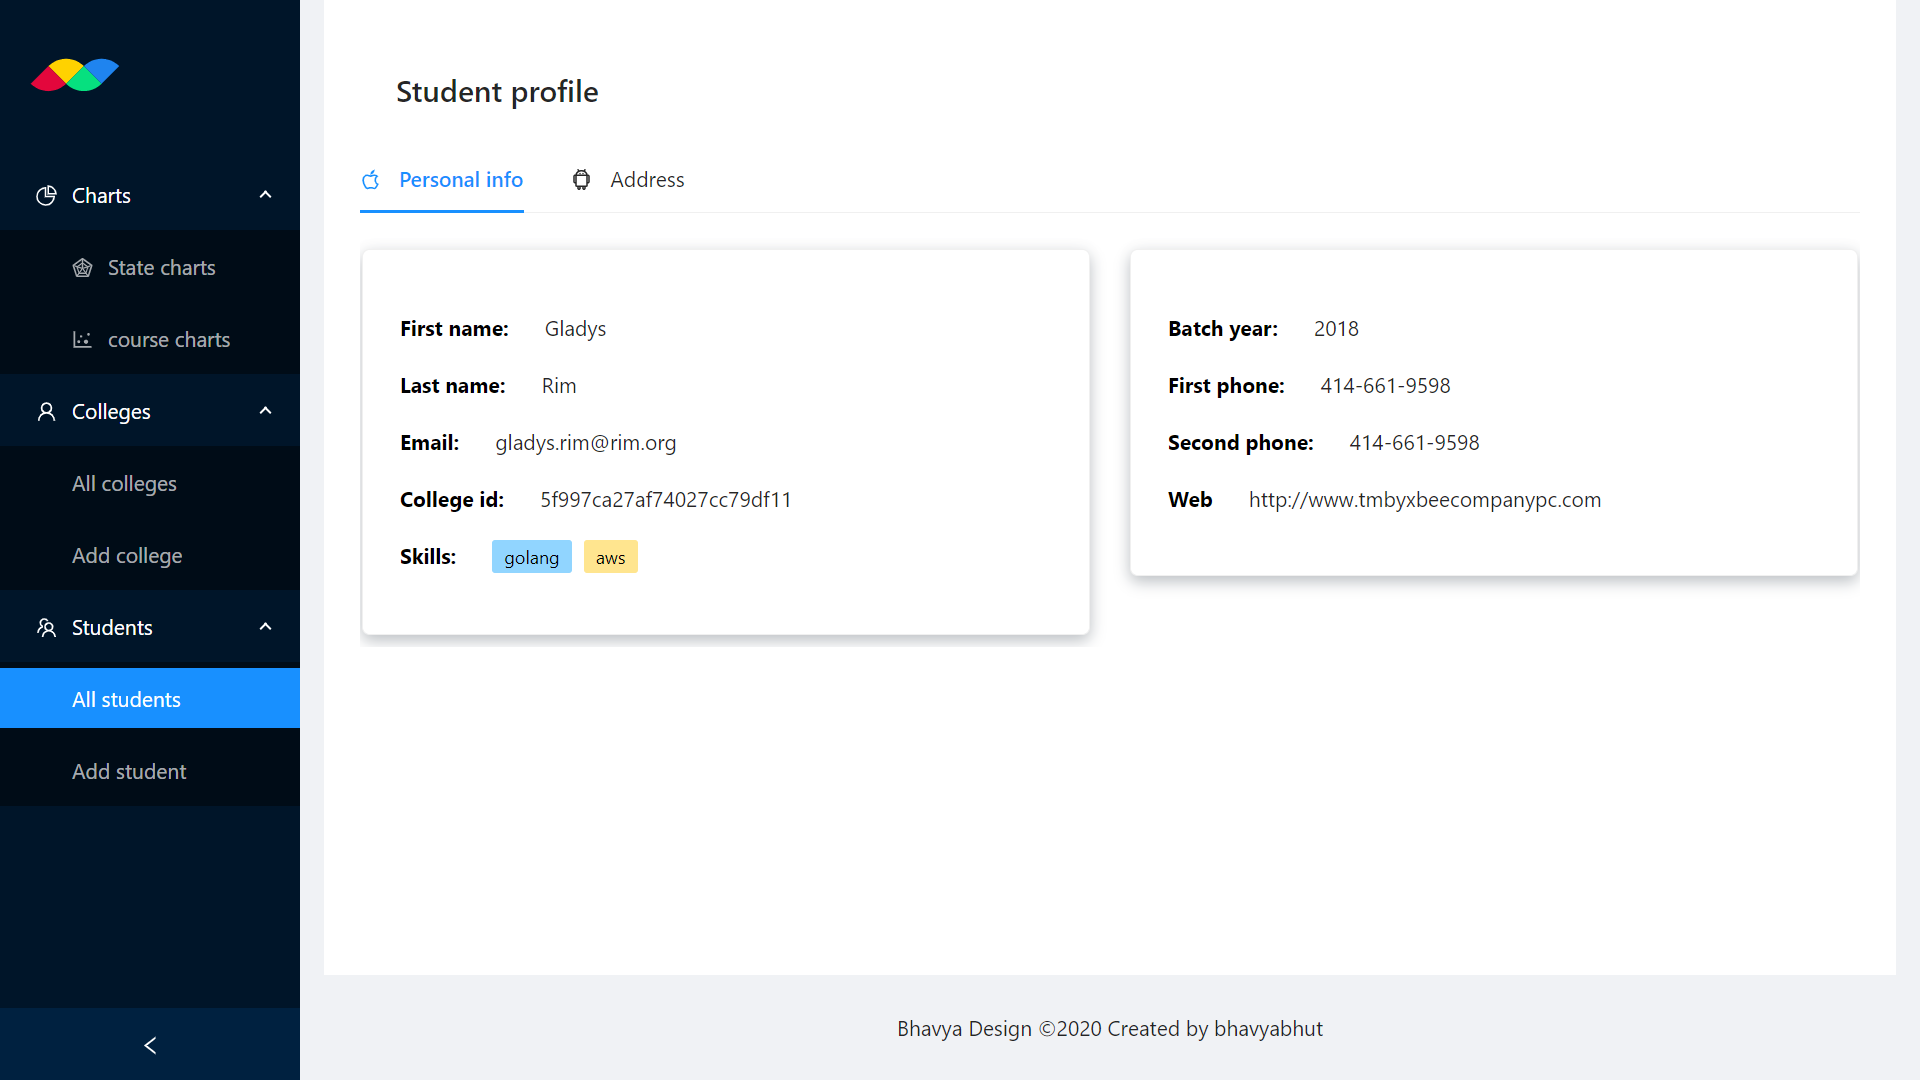 Charts
State charts
course charts
Colleges
All colleges
Add college
Students
All students
Add student
Student profile
Personal info
Address
First name: Gladys
Last name: Rim
Email: gladys.rim@rim.org
College id: 5f997ca27af74027cc79df11
Skills: golang aws
Batch year: 2018
First phone: 414-661-9598
Second phone: 414-661-9598
Web http://www.tmbyxbeecompanypc.com
Bhavya Design ©2020 Created by bhavyabhut